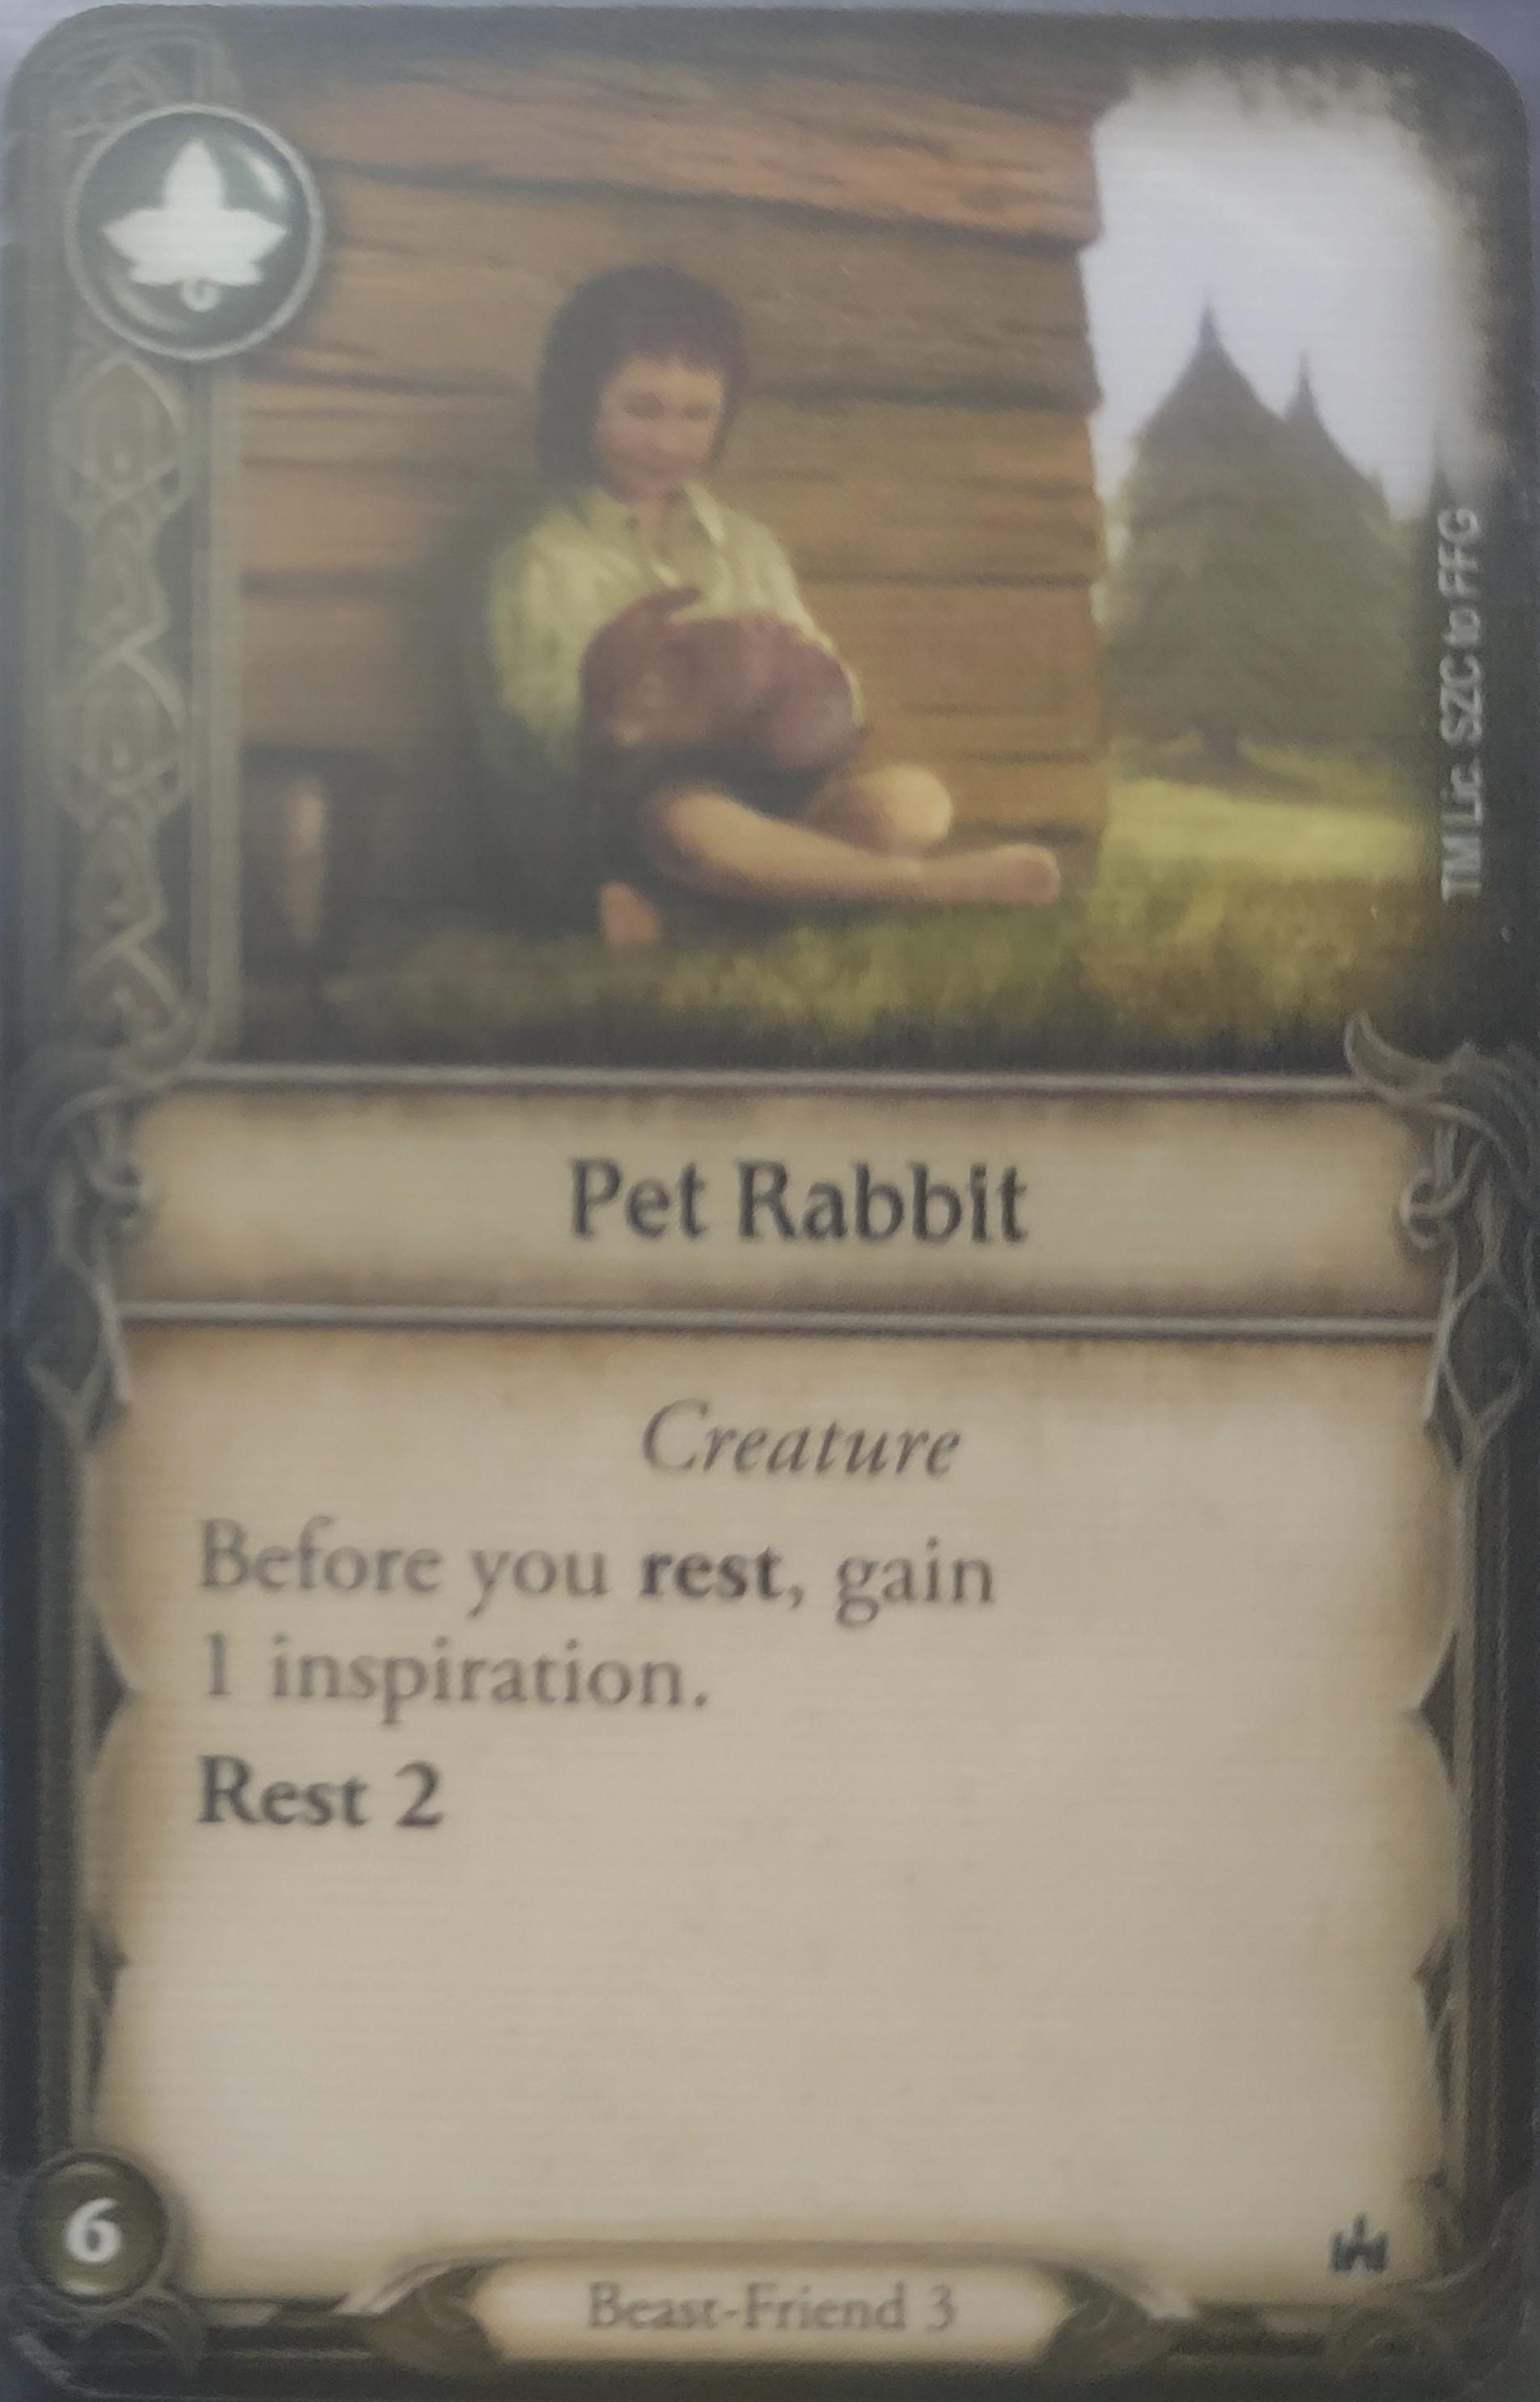 TM Lic. SZC to FFG
Pet Rabbit
Creature
Before you rest, gain
1 inspiration.
Rest 2
6
Beast-Friend 3